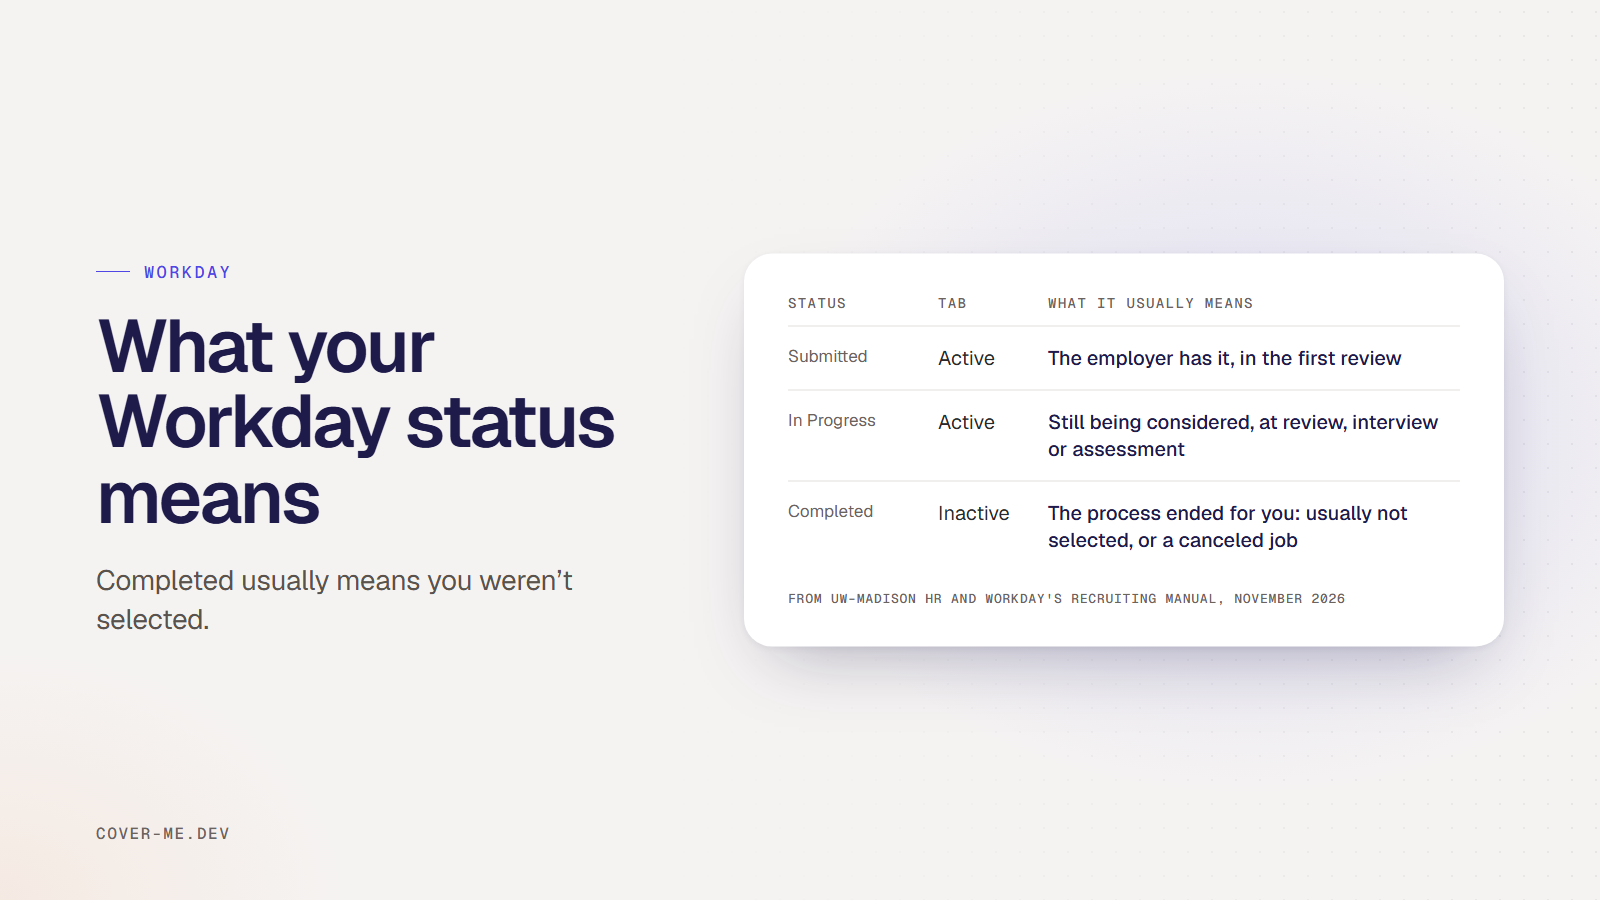 WORKDAY
What your
Workday status
means
Completed usually means you weren’t
selected.
COVER-ME.DEV
STATUS TAB WHAT IT USUALLY MEANS
Submitted Active The employer has it, in the first review
In Progress Active Still being considered, at review, interview
or assessment
Completed Inactive The process ended for you: usually not
selected, or a canceled job
FROM UW-MADISON HR AND WORKDAY'S RECRUITING MANUAL, NOVEMBER 2026